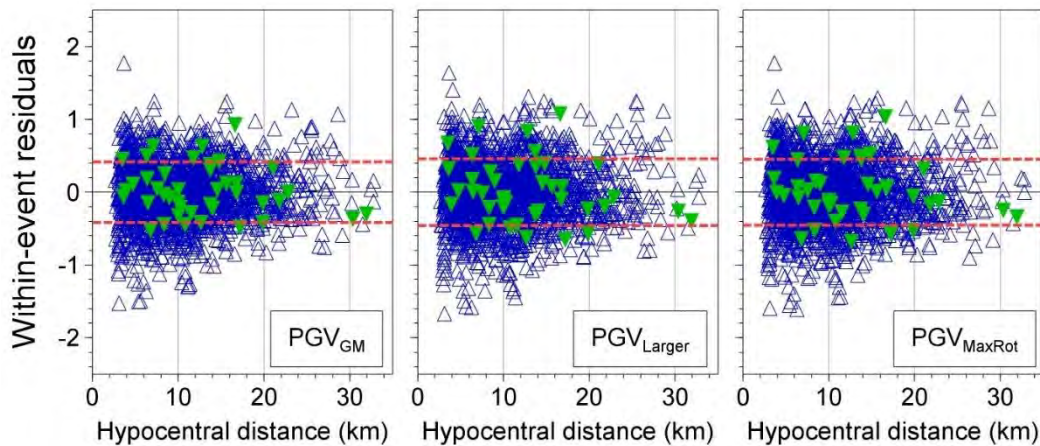 Within-event residuals
2
1
0
-1
-2
PGV_GM
PGV_Larger
PGV_MaxRot
0 10 20 30
0 10 20 30
0 10 20 30
Hypocentral distance (km)
Hypocentral distance (km)
Hypocentral distance (km)